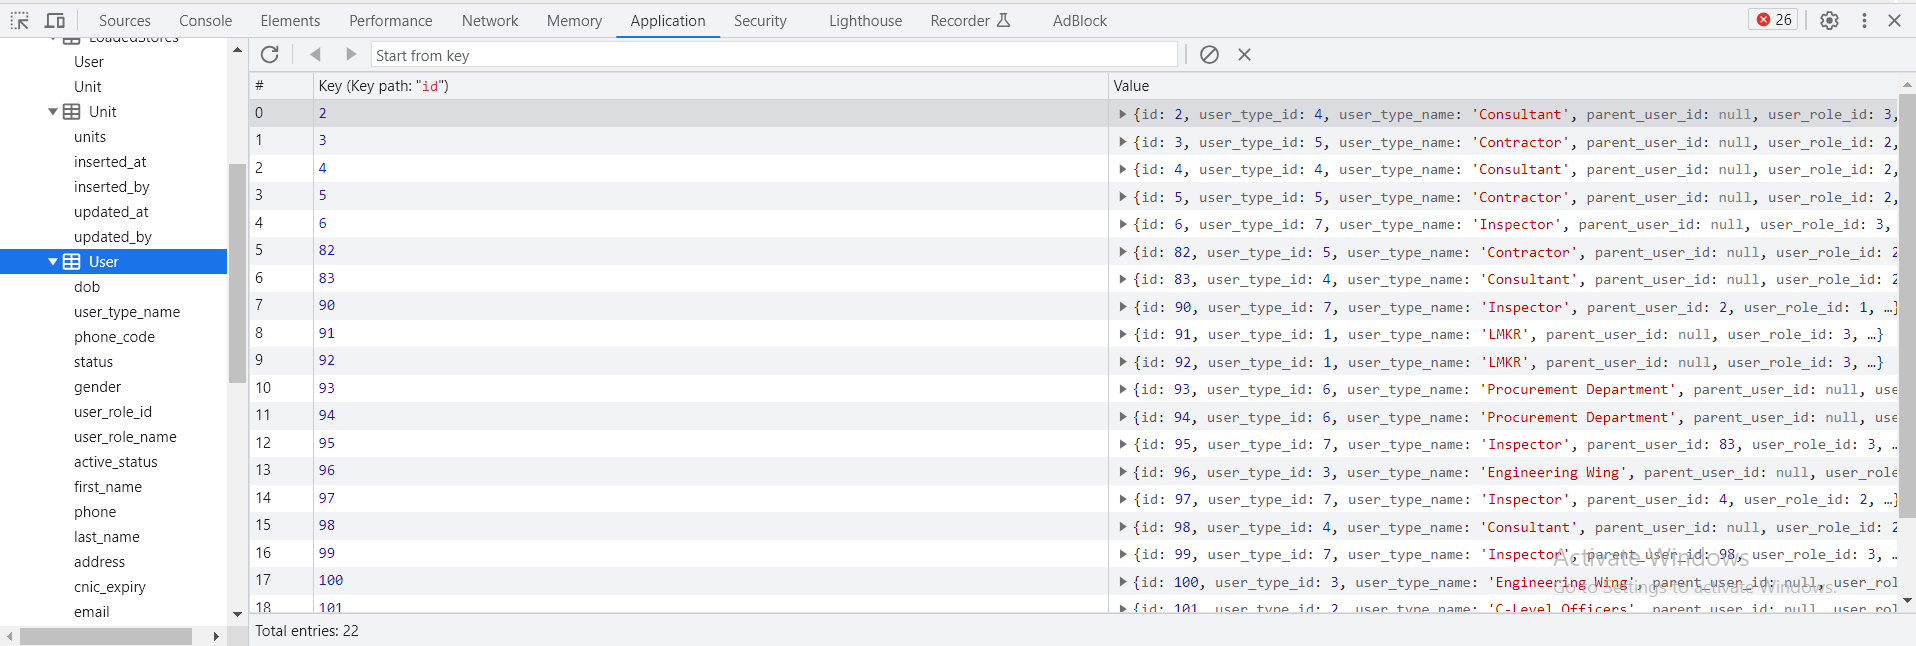 Sources Console Elements Performance Network Memory Application Security Lighthouse Recorder AdBlock 26
LoadedStores
User
Unit
Unit
units
inserted_at
inserted_by
updated_at
updated_by
User
dob
user_type_name
phone_code
status
gender
user_role_id
user_role_name
active_status
first_name
phone
last_name
address
cnic_expiry
email
Start from key
# Key (Key path: "id") Value
0 2 {id: 2, user_type_id: 4, user_type_name: 'Consultant', parent_user_id: null, user_role_id: 3,
1 3 {id: 3, user_type_id: 5, user_type_name: 'Contractor', parent_user_id: null, user_role_id: 2,
2 4 {id: 4, user_type_id: 4, user_type_name: 'Consultant', parent_user_id: null, user_role_id: 2,
3 5 {id: 5, user_type_id: 5, user_type_name: 'Contractor', parent_user_id: null, user_role_id: 2,
4 6 {id: 6, user_type_id: 7, user_type_name: 'Inspector', parent_user_id: null, user_role_id: 3,
5 82 {id: 82, user_type_id: 5, user_type_name: 'Contractor', parent_user_id: null, user_role_id: 2
6 83 {id: 83, user_type_id: 4, user_type_name: 'Consultant', parent_user_id: null, user_role_id: 2
7 90 {id: 90, user_type_id: 7, user_type_name: 'Inspector', parent_user_id: 2, user_role_id: 1, …}
8 91 {id: 91, user_type_id: 1, user_type_name: 'LMKR', parent_user_id: null, user_role_id: 3, …}
9 92 {id: 92, user_type_id: 1, user_type_name: 'LMKR', parent_user_id: null, user_role_id: 3, …}
10 93 {id: 93, user_type_id: 6, user_type_name: 'Procurement Department', parent_user_id: null, use
11 94 {id: 94, user_type_id: 6, user_type_name: 'Procurement Department', parent_user_id: null, use
12 95 {id: 95, user_type_id: 7, user_type_name: 'Inspector', parent_user_id: 83, user_role_id: 3, …
13 96 {id: 96, user_type_id: 3, user_type_name: 'Engineering Wing', parent_user_id: null, user_role
14 97 {id: 97, user_type_id: 7, user_type_name: 'Inspector', parent_user_id: 4, user_role_id: 2, …}
15 98 {id: 98, user_type_id: 4, user_type_name: 'Consultant', parent_user_id: null, user_role_id: 2
16 99 {id: 99, user_type_id: 7, user_type_name: 'Inspector', parent_user_id: 98, user_role_id: 3, …
17 100 {id: 100, user_type_id: 3, user_type_name: 'Engineering Wing', parent_user_id: null, user_rol
18 101 {id: 101, user_type_id: 2, user_type_name: 'C-Level Officers', parent_user_id: null, user_rol
Activate Windows
Go to Settings to activate Windows.
Total entries: 22